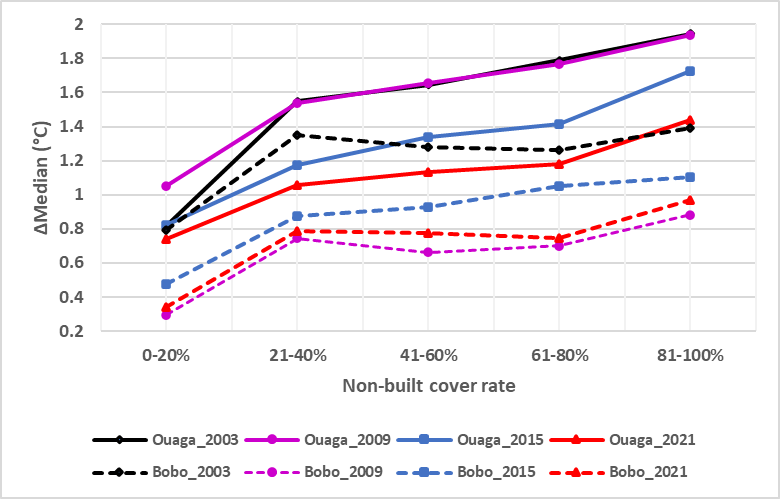 2
1.8
1.6
1.4
1.2
1
0.8
0.6
0.4
0.2
ΔMedian (°C)
0-20% 21-40% 41-60% 61-80% 81-100%
Non-built cover rate
Ouaga_2003 Ouaga_2009 Ouaga_2015 Ouaga_2021
Bobo_2003 Bobo_2009 Bobo_2015 Bobo_2021